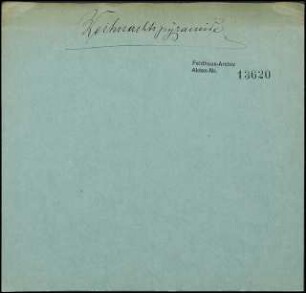 Weihnachtspyramide
Feldhaus-Archiv
Akten-Nr. 13620